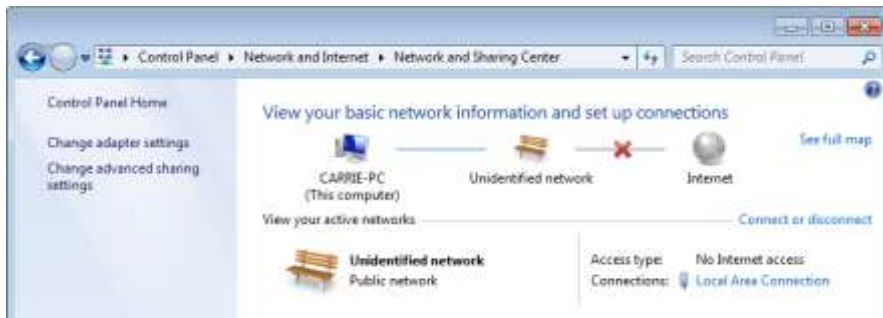 Control Panel ▸ Network and Internet ▸ Network and Sharing Center
Search Control Panel
Control Panel Home
Change adapter settings
Change advanced sharing
settings
View your basic network information and set up connections
See full map
CARRIE-PC
(This computer)
Unidentified network
Internet
View your active networks
Connect or disconnect
Unidentified network
Public network
Access type: No Internet access
Connections: Local Area Connection